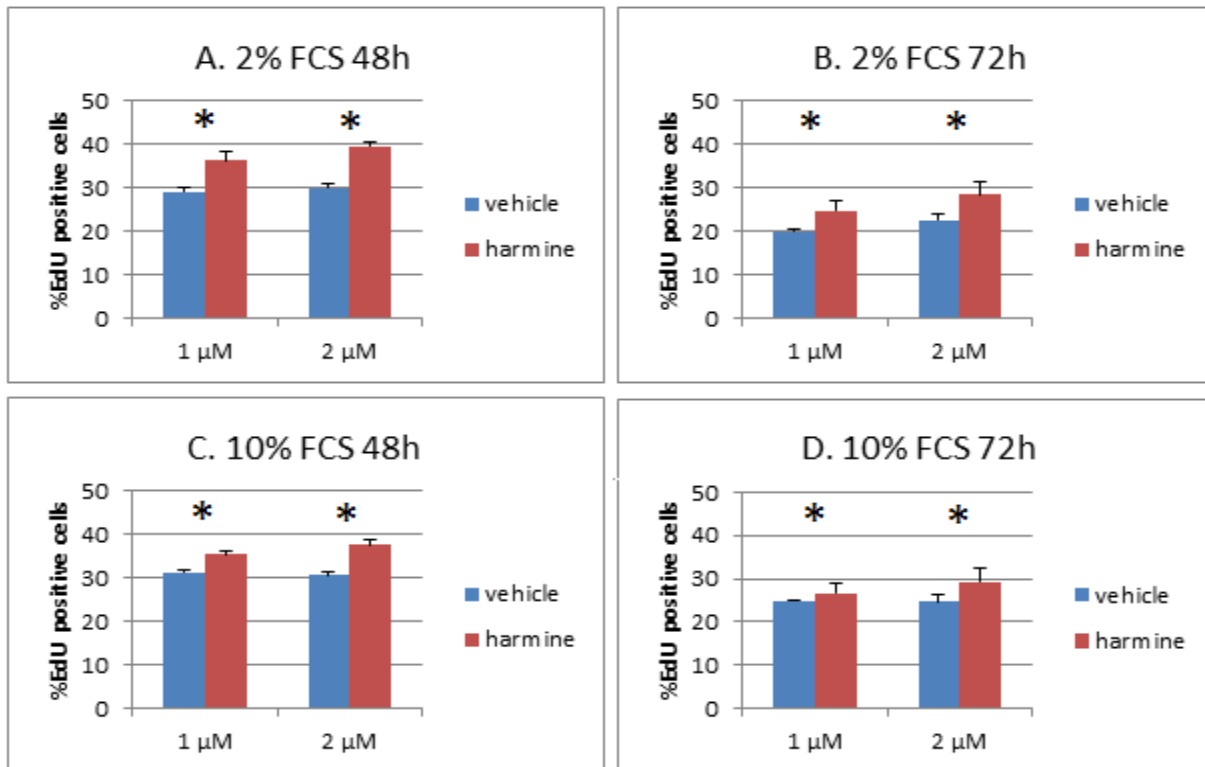 A. 2% FCS 48h
%EdU positive cells
50
40
30
20
10
0
* *
1 µM 2 µM
vehicle
harmine
B. 2% FCS 72h
%EdU positive cells
50
40
30
20
10
0
* *
1 µM 2 µM
vehicle
harmine
C. 10% FCS 48h
%EdU positive cells
50
40
30
20
10
0
* *
1 µM 2 µM
vehicle
harmine
D. 10% FCS 72h
%EdU positive cells
50
40
30
20
10
0
* *
1 µM 2 µM
vehicle
harmine